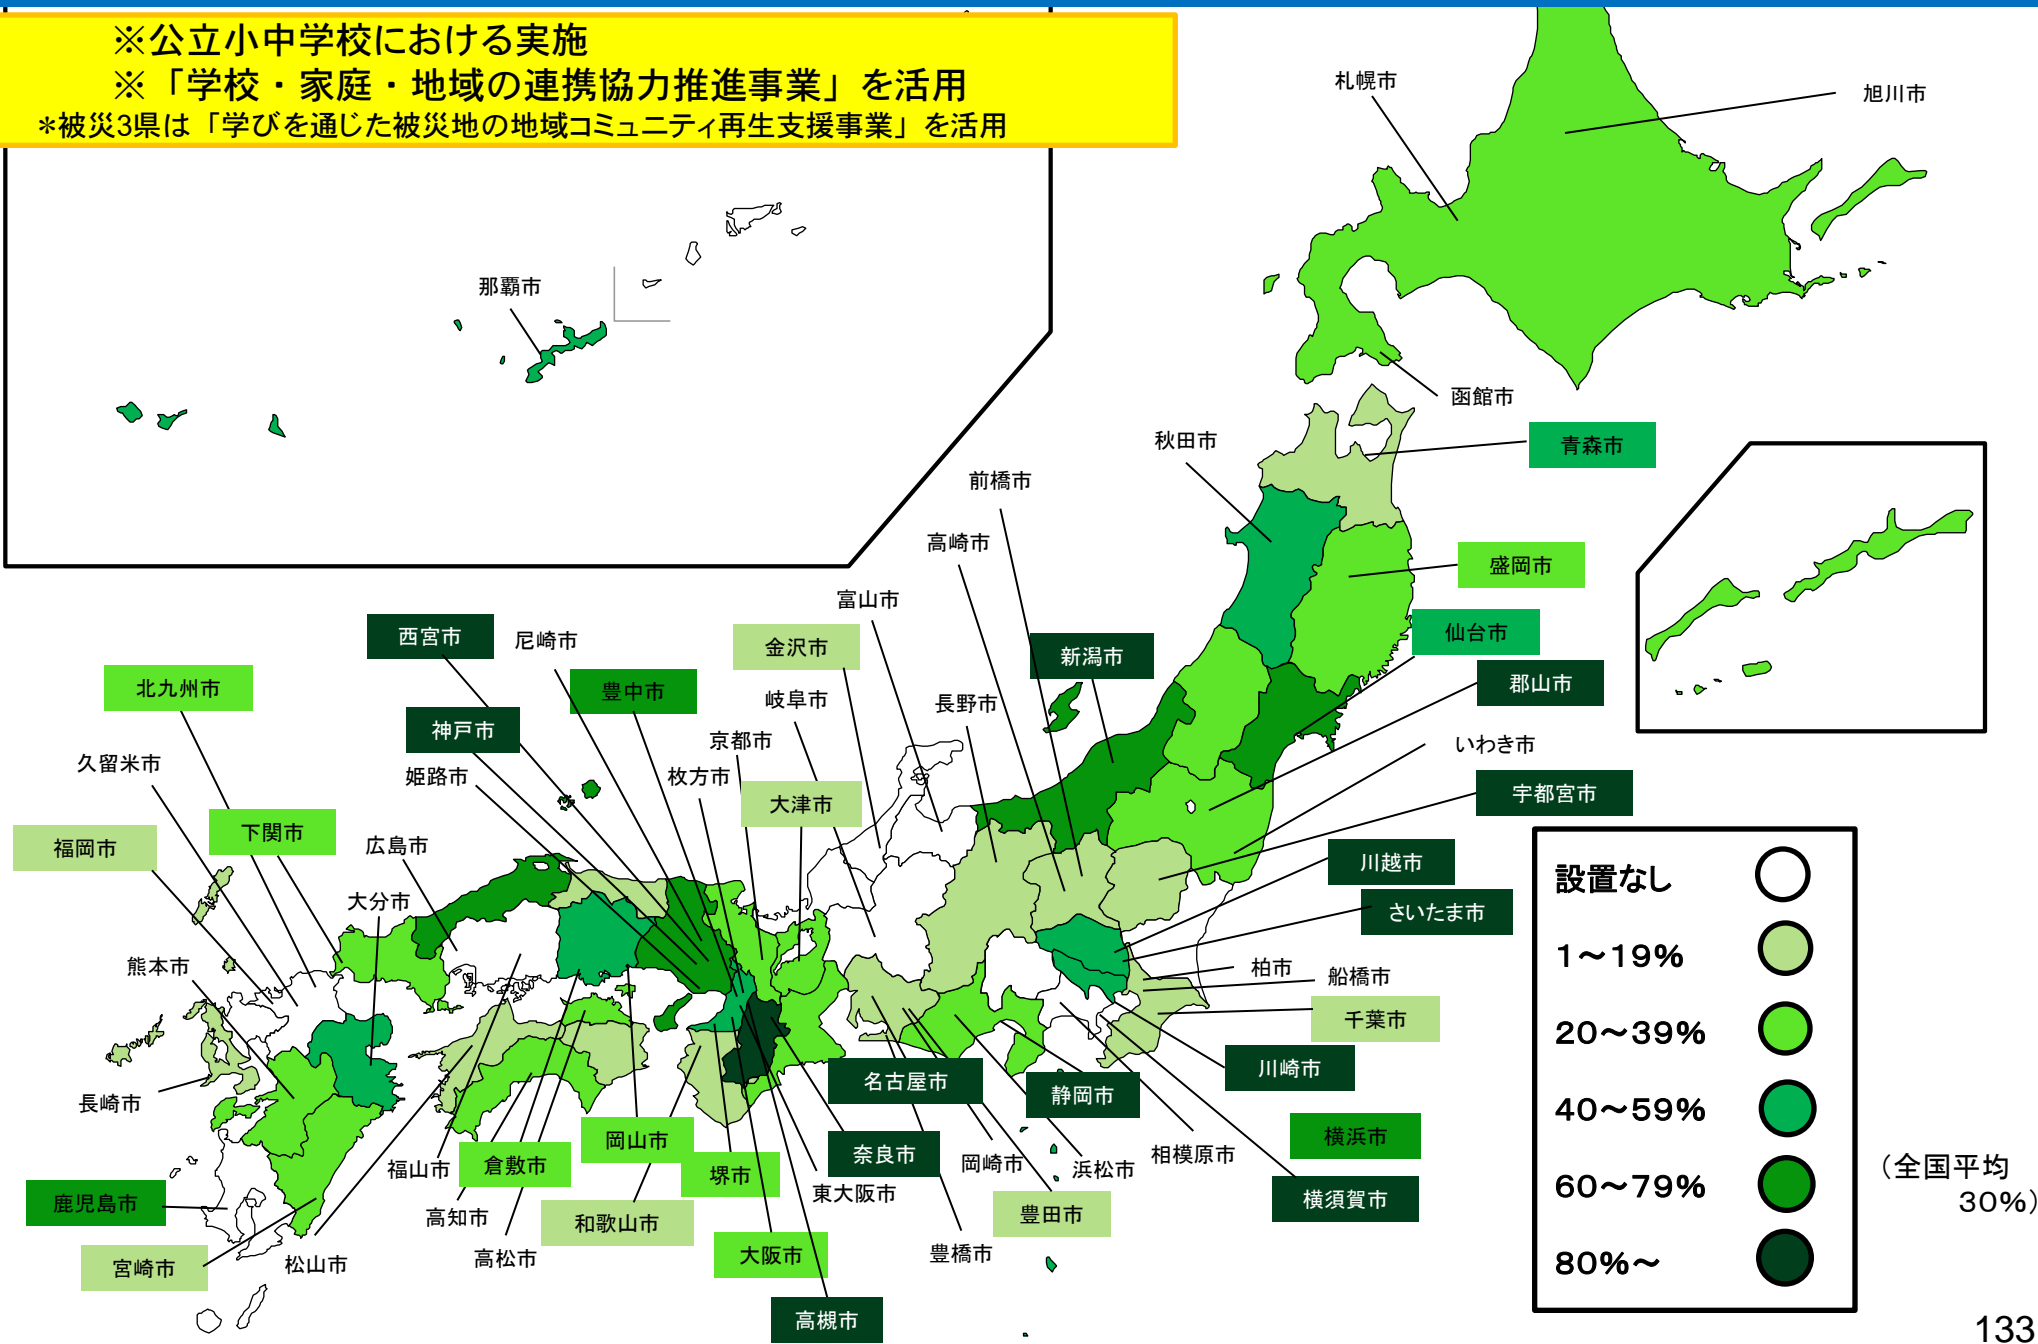 ※公立小中学校における実施
※「学校・家庭・地域の連携協力推進事業」を活用
*被災3県は「学びを通じた被災地の地域コミュニティ再生支援事業」を活用
札幌市
旭川市
那覇市
函館市
秋田市
青森市
前橋市
高崎市
盛岡市
富山市
西宮市
尼崎市
金沢市
仙台市
新潟市
北九州市
豊中市
岐阜市
長野市
郡山市
神戸市
京都市
いわき市
久留米市
姫路市
枚方市
大津市
宇都宮市
下関市
福岡市
広島市
川越市
設置なし
大分市
さいたま市
1~19%
熊本市
柏市
船橋市
千葉市
20~39%
長崎市
名古屋市
静岡市
川崎市
40~59%
横浜市
福山市
倉敷市
岡山市
堺市
奈良市
岡崎市
浜松市
相模原市
(全国平均
30%)
60~79%
鹿児島市
高知市
和歌山市
東大阪市
豊田市
横須賀市
宮崎市
松山市
高松市
大阪市
豊橋市
80%~
高槻市
133